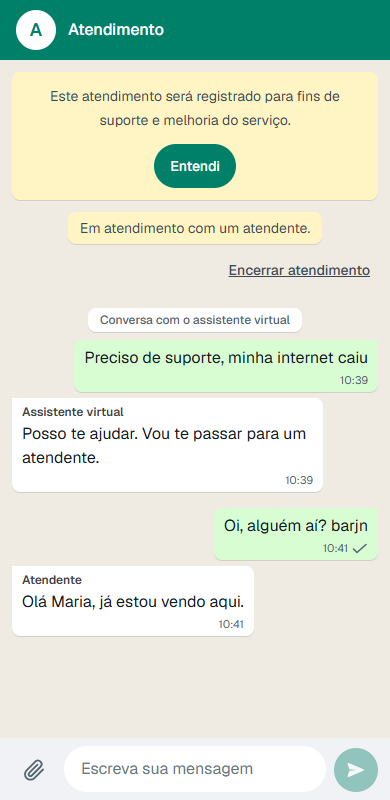 A
Atendimento
Este atendimento será registrado para fins de
suporte e melhoria do serviço.
Entendi
Em atendimento com um atendente.
Encerrar atendimento
Conversa com o assistente virtual
Preciso de suporte, minha internet caiu
10:39
Assistente virtual
Posso te ajudar. Vou te passar para um
atendente.
10:39
Oi, alguém aí? barjn
10:41
Atendente
Olá Maria, já estou vendo aqui.
10:41
Escreva sua mensagem